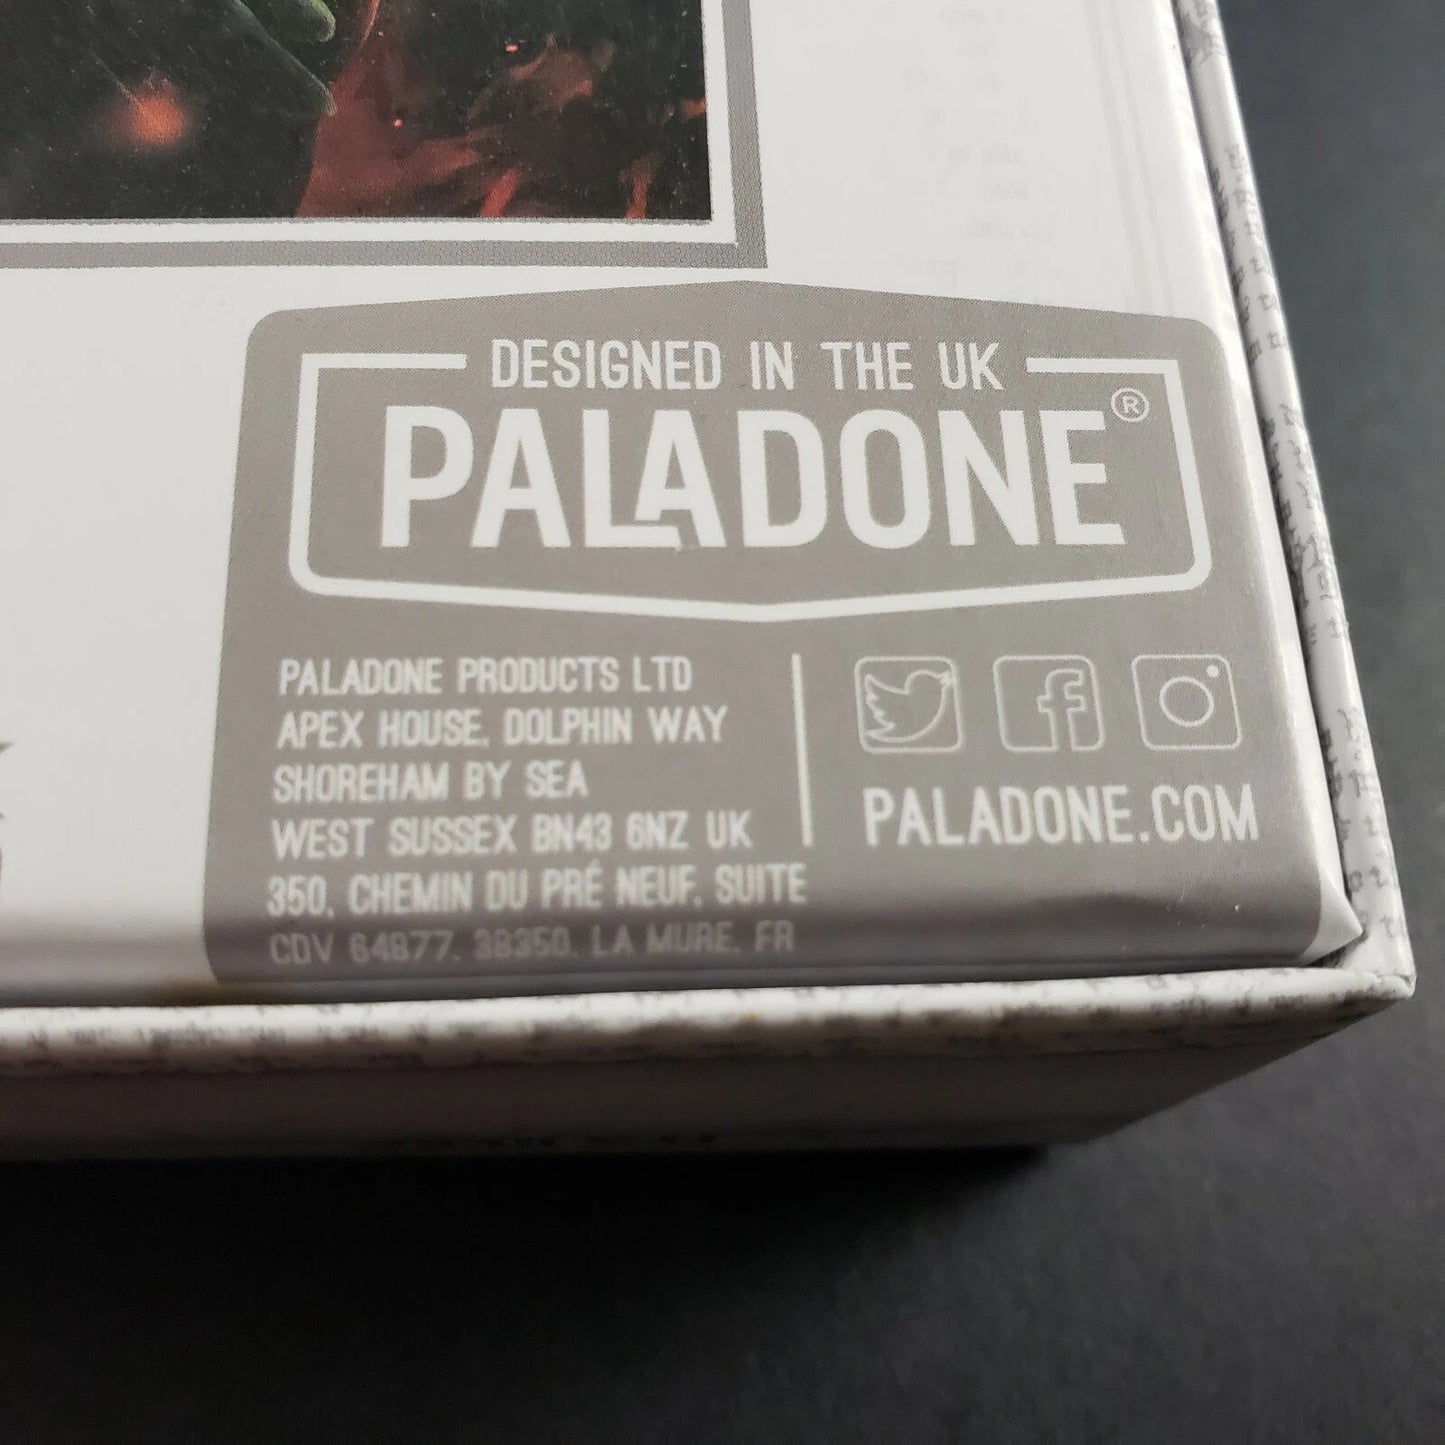 DESIGNED IN THE UK
PALADONE®
PALADONE PRODUCTS LTD
APEX HOUSE, DOLPHIN WAY
SHOREHAM BY SEA
WEST SUSSEX BN43 6NZ UK
350, CHEMIN DU PRÉ NEUF, SUITE
CDV 64877, 38350, LA MURE, FR
PALADONE.COM